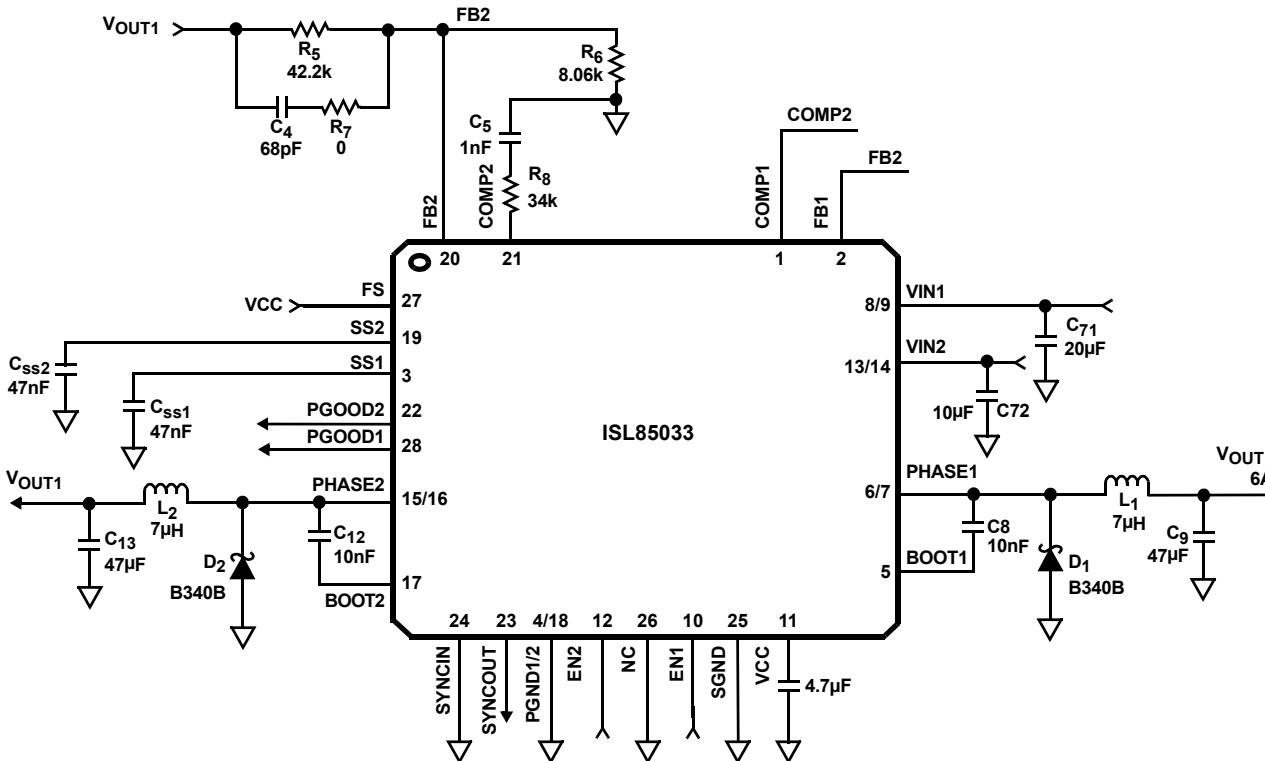 VOUT1
FB2
R5
42.2k
R6
8.06k
C4
68pF
R7
0
C5
1nF
R8
34k
COMP2
FB2
FB2
COMP2
COMP1
FB1
20
21
1
2
VCC
FS
27
SS2
19
SS1
3
Css2
47nF
Css1
47nF
PGOOD2
22
PGOOD1
28
ISL85033
8/9
VIN1
C71
20µF
13/14
VIN2
10µF
C72
VOUT1
L2
7µH
PHASE2
15/16
C13
47µF
D2
B340B
C12
10nF
17
BOOT2
PHASE1
6/7
C8
10nF
5
BOOT1
D1
B340B
L1
7µH
C9
47µF
VOUT
6A
24
23
4/18
12
26
10
25
11
SYNCIN
SYNCOUT
PGND1/2
EN2
NC
EN1
SGND
VCC
4.7µF